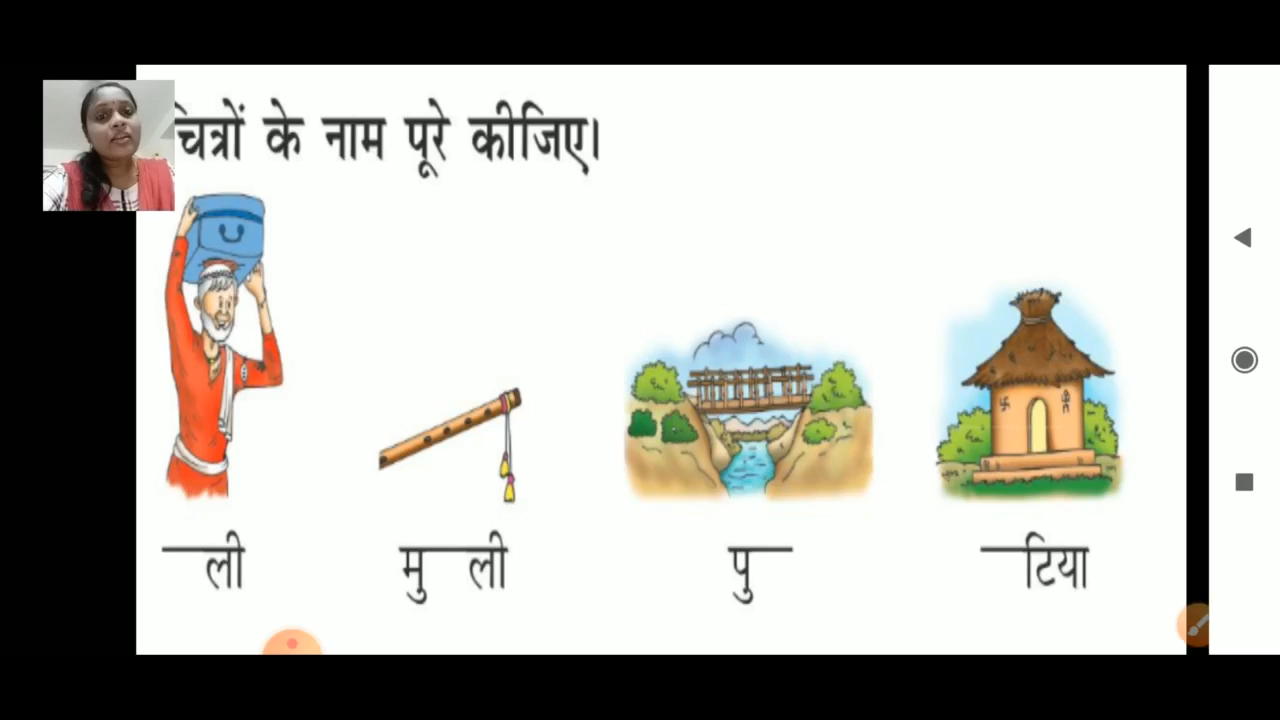 चित्रों के नाम पूरे कीजिए।
ली मु ली पु टिया